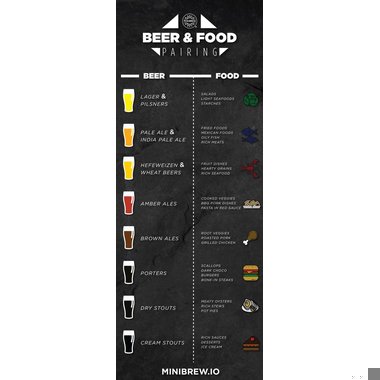 BEER & FOOD
PAIRING
BEER
FOOD
LAGER &
PILSNERS
SALADS
LIGHT SEAFOODS
STARCHES
PALE ALE &
INDIA PALE ALE
FRIED FOODS
MEXICAN FOODS
OILY FISH
RICH MEATS
HEFEWEIZEN &
WHEAT BEERS
FRUIT DISHES
HEARTY GRAINS
RICH SEAFOOD
AMBER ALES
COOKED VEGGIES
BBQ PORK DISHES
PASTA IN RED SAUCE
BROWN ALES
ROOT VEGGIES
ROASTED PORK
GRILLED CHICKEN
PORTERS
SCALLOPS
DARK CHOCO
BURGERS
BONE-IN STEAKS
DRY STOUTS
MEATY OYSTERS
RICH STEWS
POT PIES
CREAM STOUTS
RICH SAUCES
DESSERTS
ICE CREAM
MINIBREW.IO